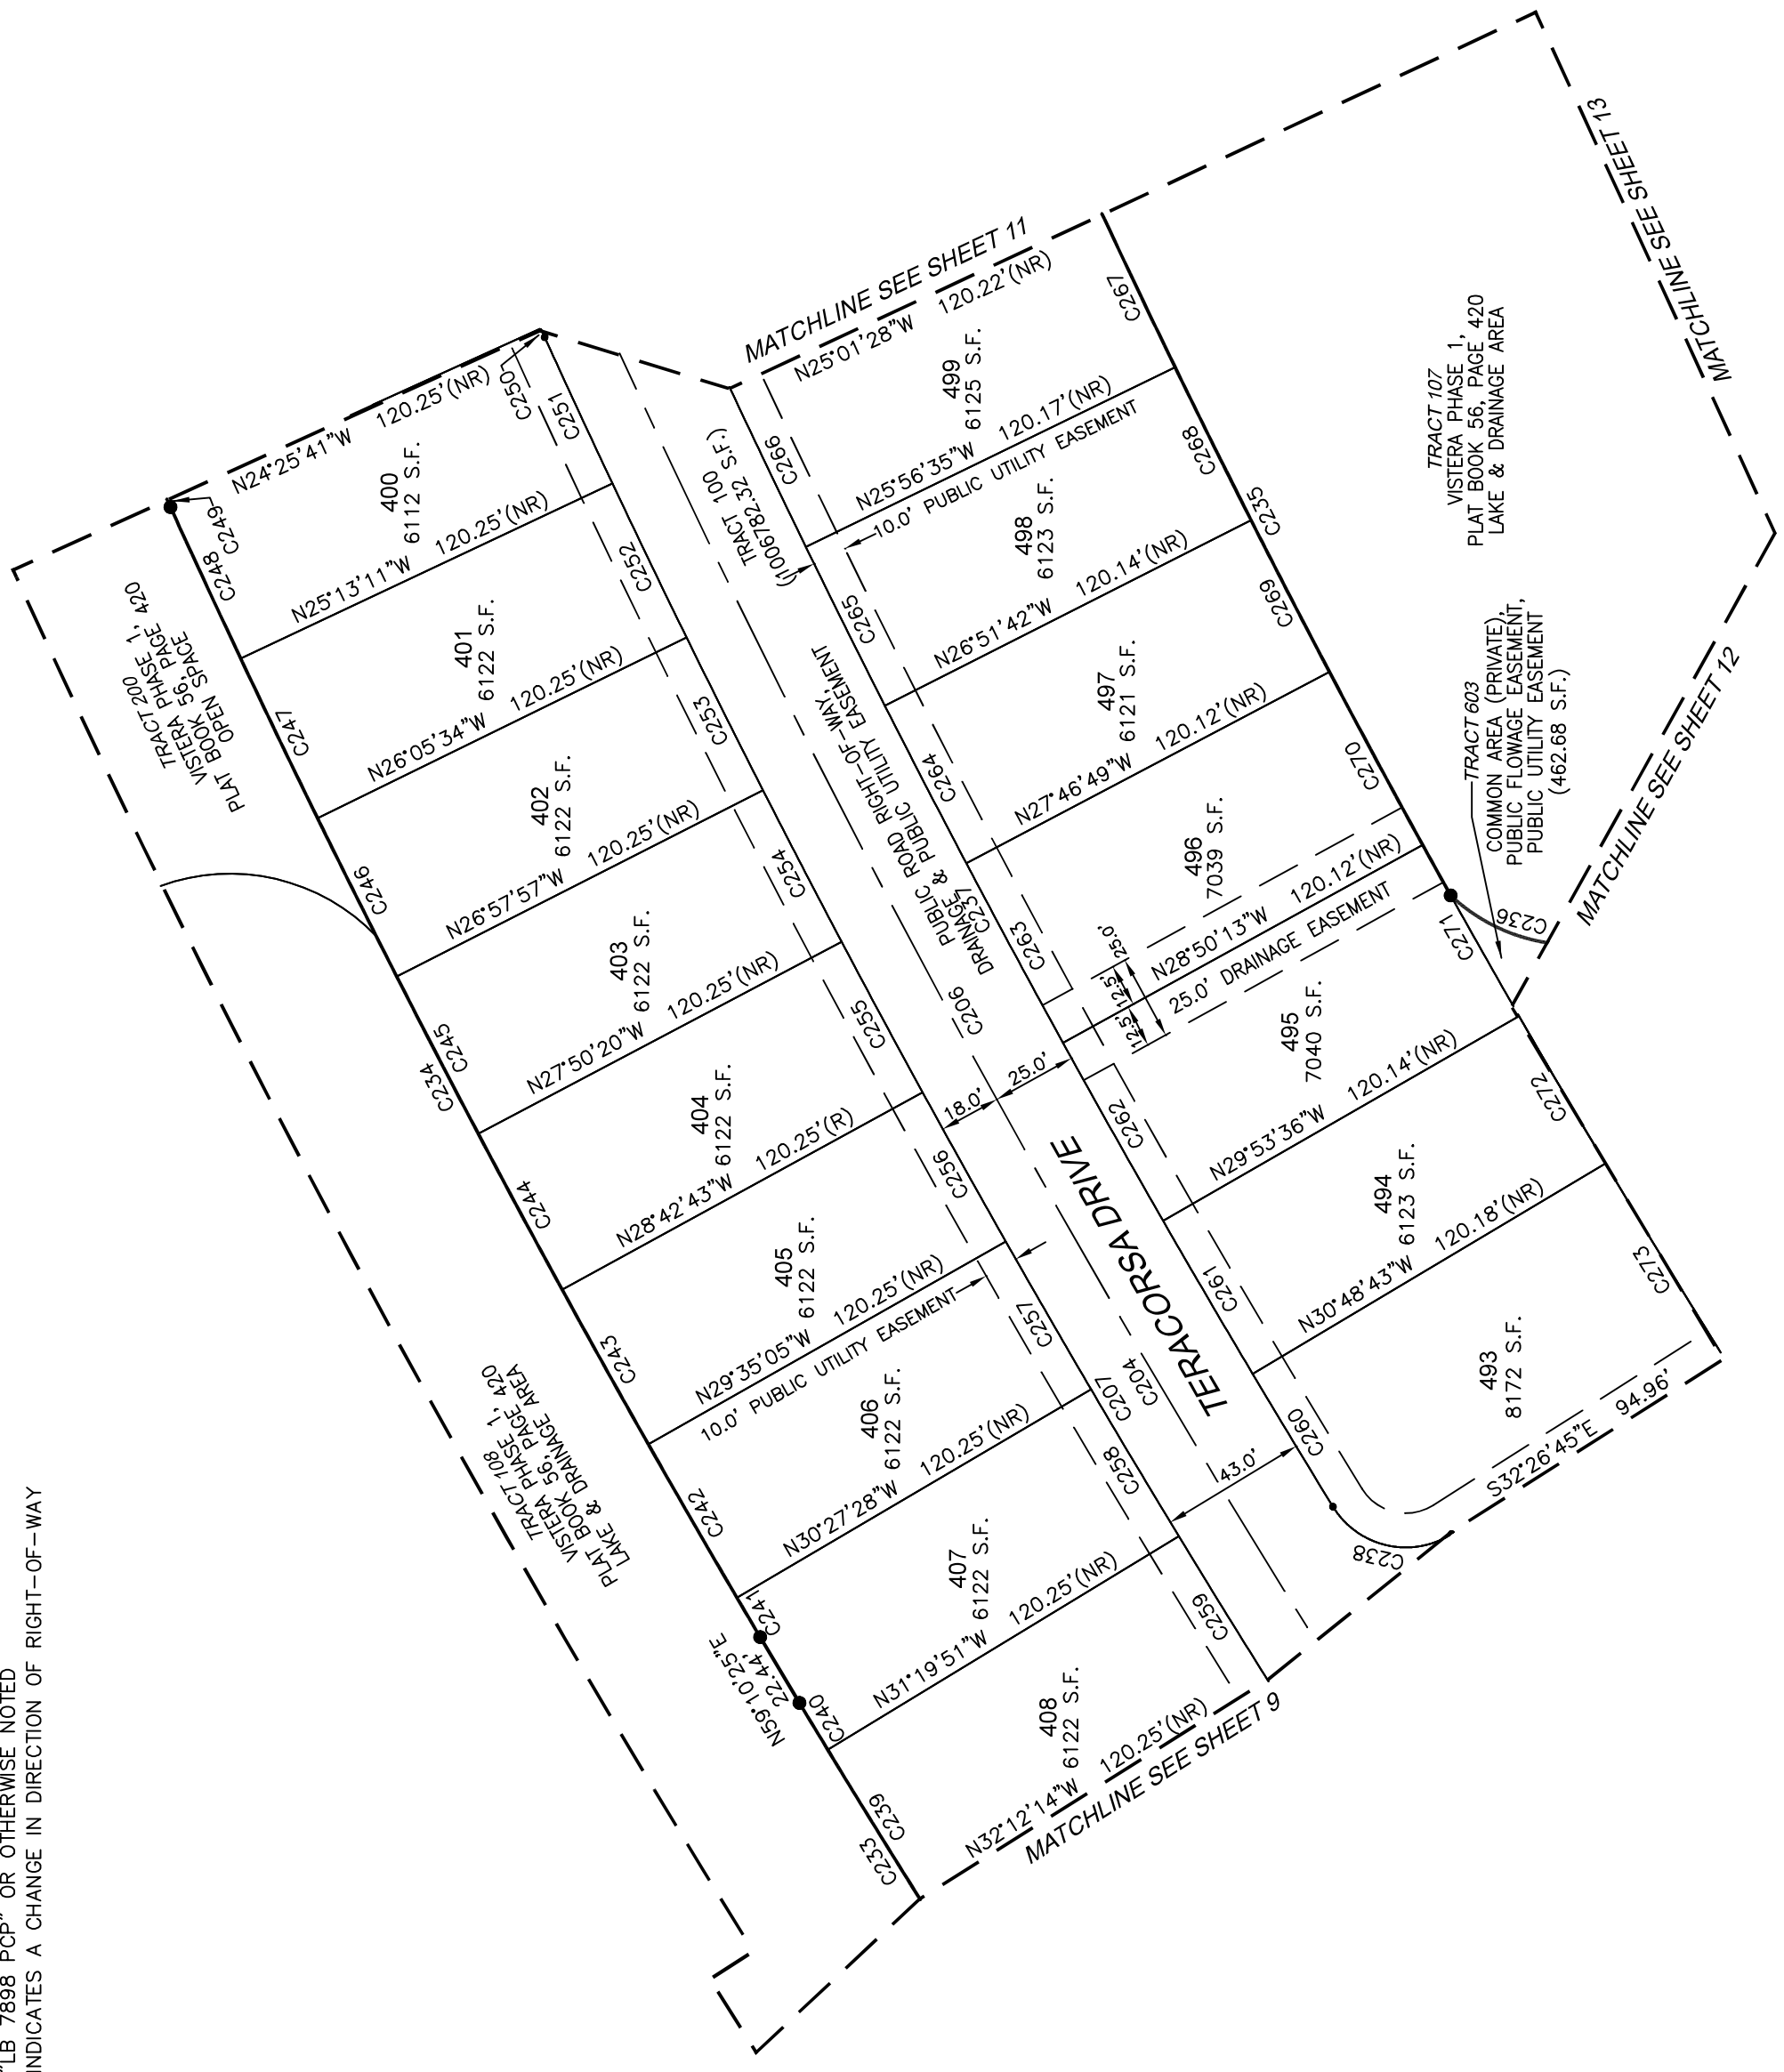 "LB 7898 PCP" OR OTHERWISE NOTED
INDICATES A CHANGE IN DIRECTION OF RIGHT-OF-WAY
TRACT 200
VISTERA PHASE 1,
PLAT BOOK 56, PAGE, 420
OPEN SPACE
C248
C249
N24°25'41"W 120.25'(NR)
C250
C251
400
6112 S.F.
N25°13'11"W 120.25'(NR)
C247
C252
401
6122 S.F.
N26°05'34"W 120.25'(NR)
C246
C253
402
6122 S.F.
N26°57'57"W 120.25'(NR)
C245
C234
C254
403
6122 S.F.
N27°50'20"W 120.25'(NR)
C244
C255
404
6122 S.F.
N28°42'43"W 120.25'(R)
C243
C256
405
6122 S.F.
N29°35'05"W 120.25'(NR)
10.0' PUBLIC UTILITY EASEMENT
C242
C257
406
6122 S.F.
N30°27'28"W 120.25'(NR)
C241
N59°10'25"E
22.44'
C240
C258
407
6122 S.F.
N31°19'51"W 120.25'(NR)
C239
C233
C259
408
6122 S.F.
N32°12'14"W 120.25'(NR)
MATCHLINE SEE SHEET 9
TRACT 108
VISTERA PHASE 1,
PLAT BOOK 56, PAGE, 420
LAKE & DRAINAGE AREA
MATCHLINE SEE SHEET 11
N25°01'28"W 120.22'(NR)
C267
C266
499
6125 S.F.
TRACT 100
(1006782.32 S.F.)
PUBLIC ROAD RIGHT-OF-WAY,
DRAINAGE & PUBLIC UTILITY EASEMENT
C237
C206
N25°56'35"W 120.17'(NR)
10.0' PUBLIC UTILITY EASEMENT
C268
C265
498
6123 S.F.
C235
N26°51'42"W 120.14'(NR)
C269
C264
497
6121 S.F.
N27°46'49"W 120.12'(NR)
C270
C263
496
7039 S.F.
N28°50'13"W 120.12'(NR)
25.0' DRAINAGE EASEMENT
25.0'
12.5'
12.5'
C271
C236
18.0'
25.0'
TERACORSA DRIVE
C262
495
7040 S.F.
N29°53'36"W 120.14'(NR)
C272
C261
494
6123 S.F.
N30°48'43"W 120.18'(NR)
C273
C207
C204
43.0'
C260
493
8172 S.F.
C238
S32°26'45"E 94.96'
TRACT 107
VISTERA PHASE 1,
PLAT BOOK 56, PAGE, 420
LAKE & DRAINAGE AREA
TRACT 603
COMMON AREA (PRIVATE),
PUBLIC FLOWAGE EASEMENT,
PUBLIC UTILITY EASEMENT
(462.68 S.F.)
MATCHLINE SEE SHEET 12
MATCHLINE SEE SHEET 13